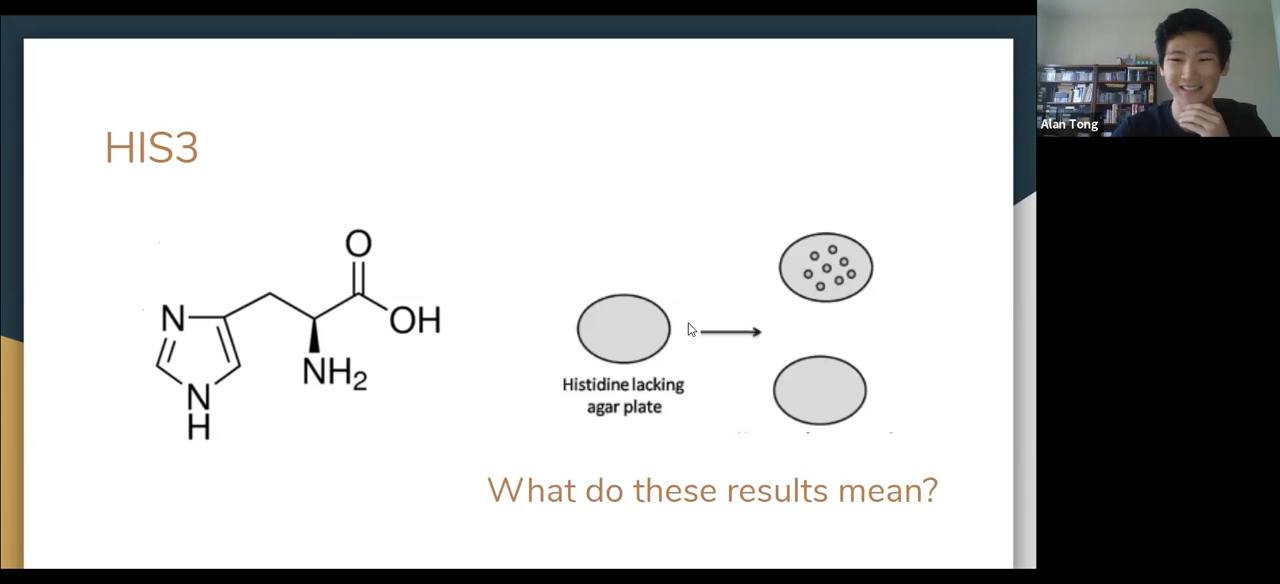 Alan Tong
HIS3
O
N
OH
NH2
N
H
Histidine lacking
agar plate
What do these results mean?